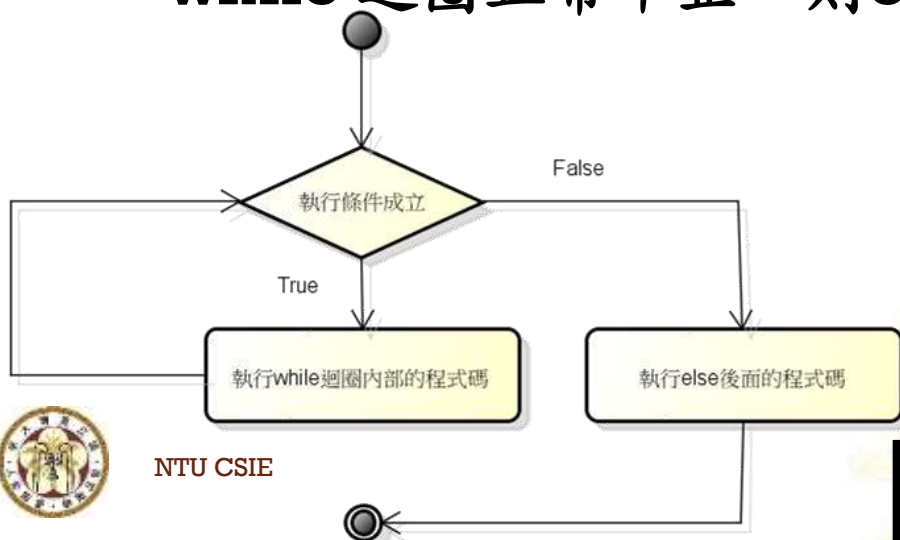 while
False
執行條件成立
True
執行while迴圈內部的程式碼
執行else後面的程式碼
NTU CSIE